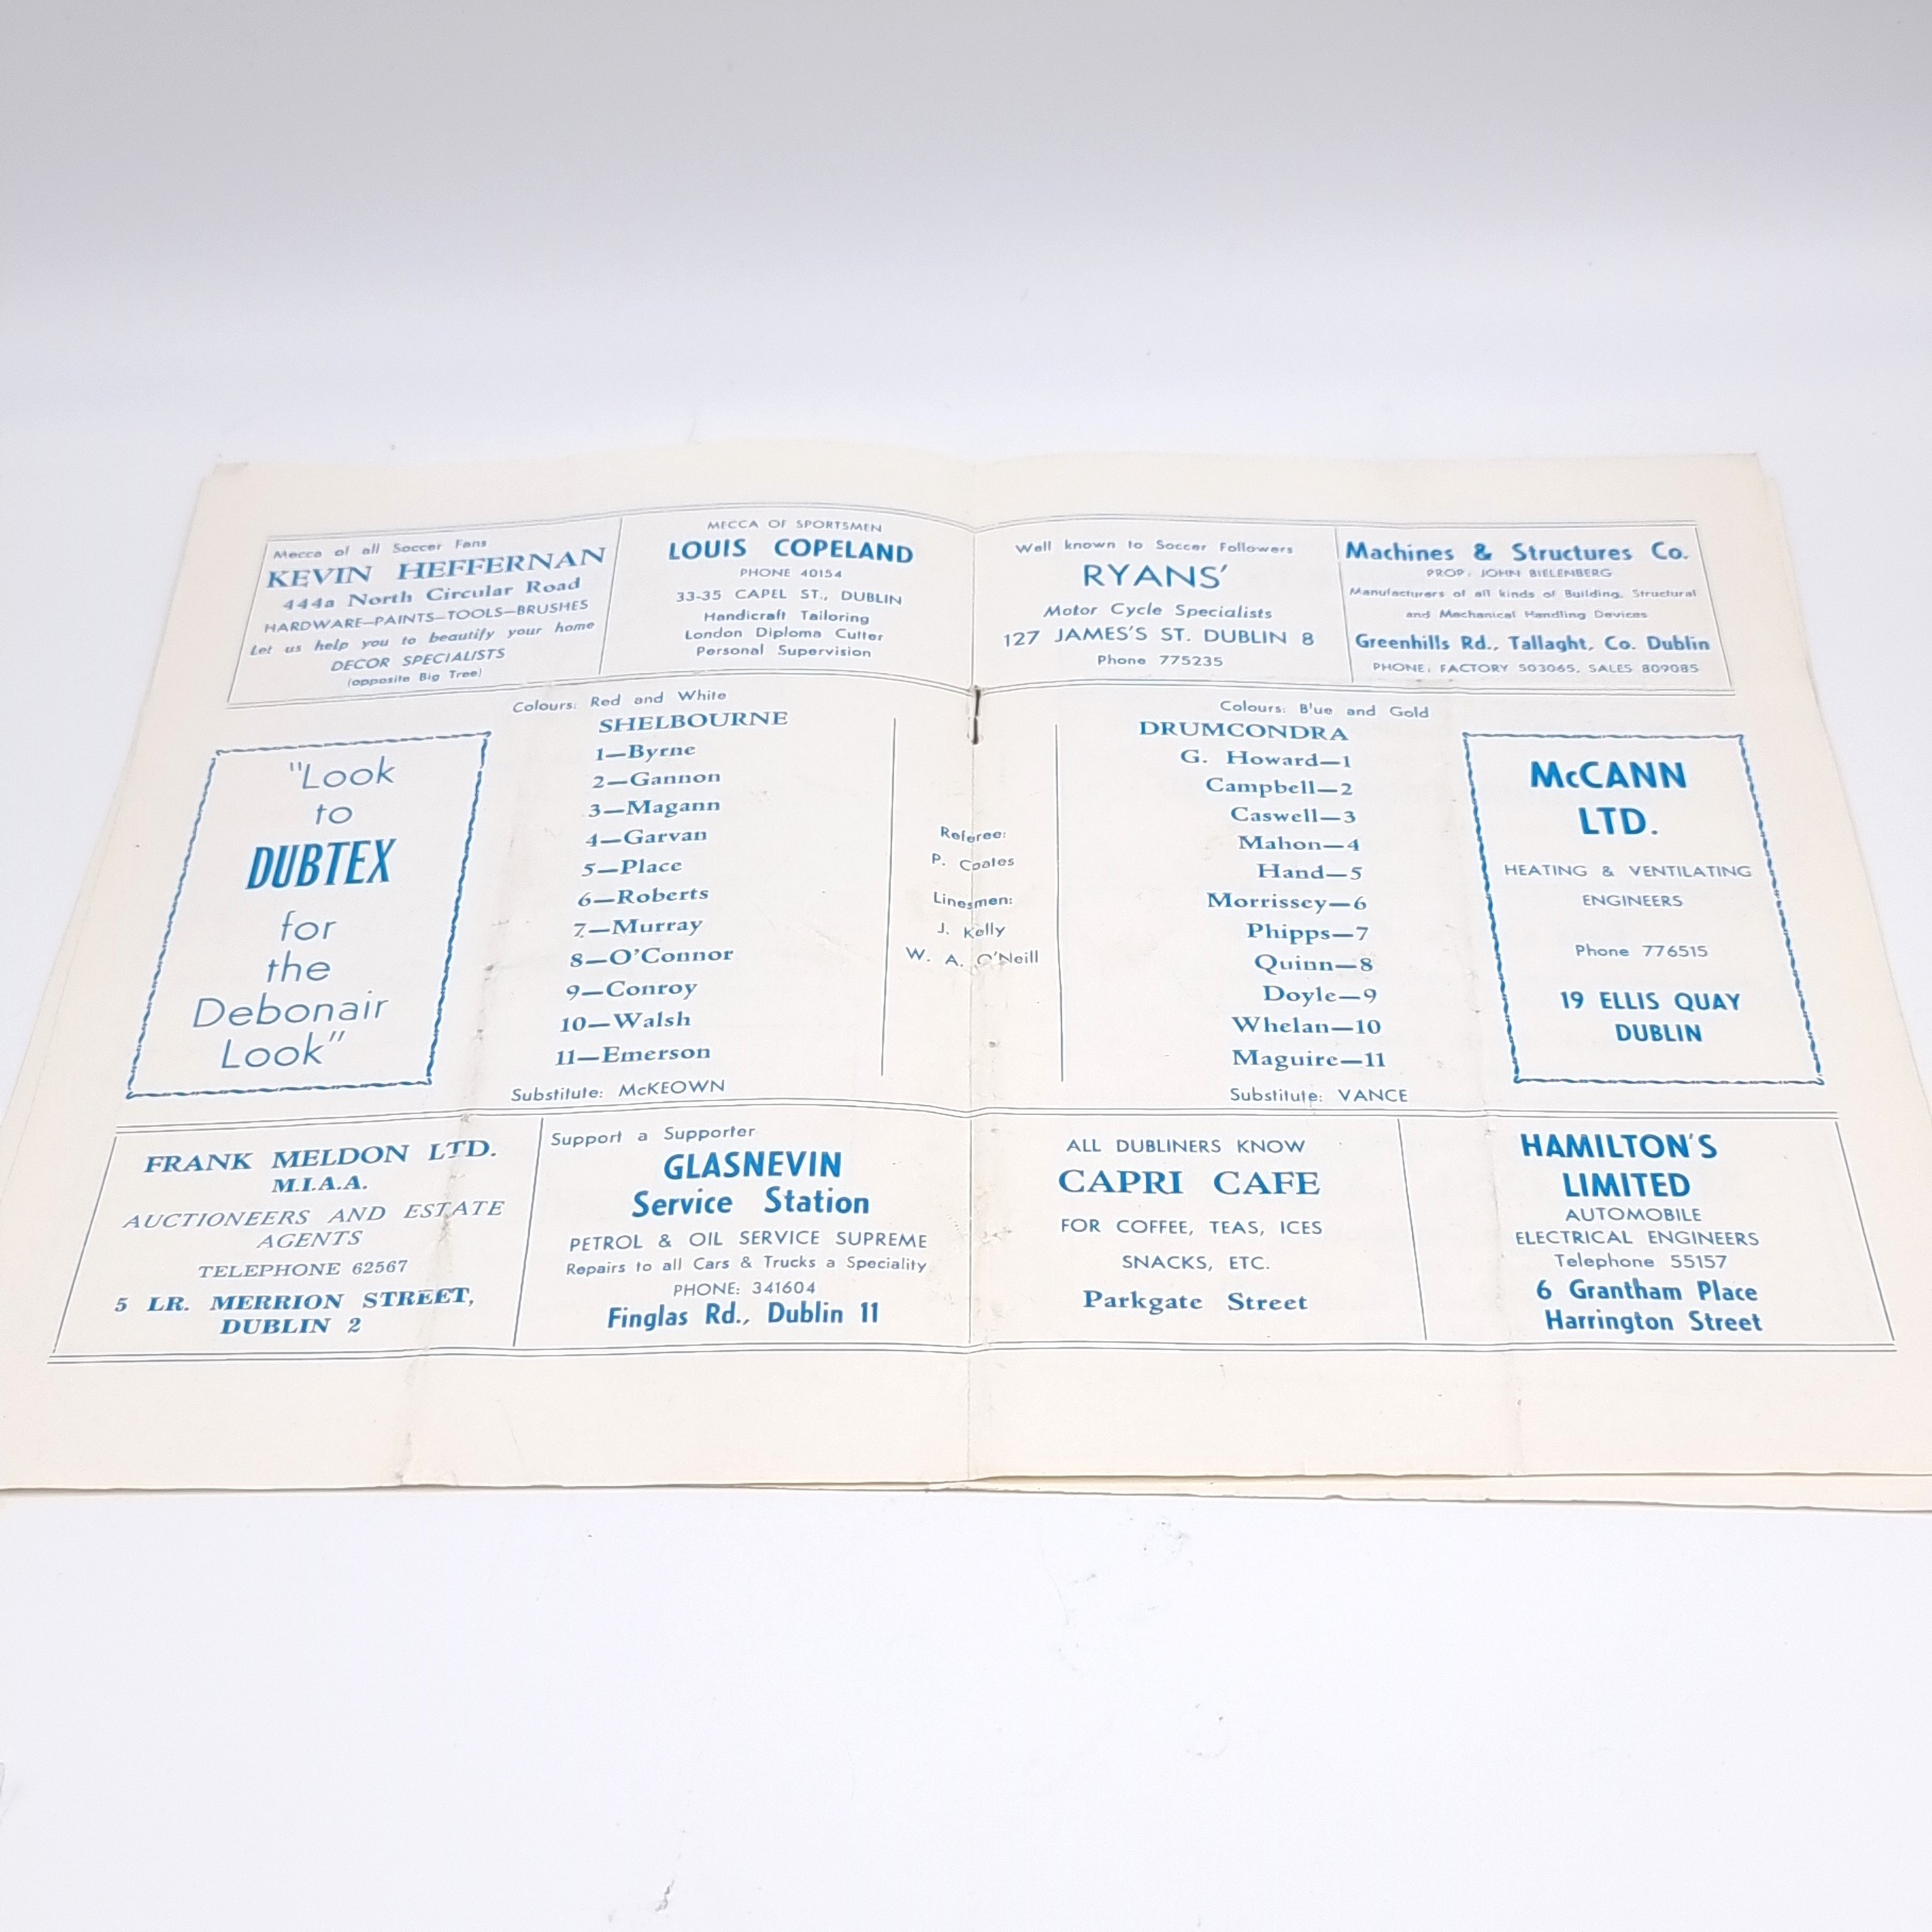 Mecca of all Soccer Fans
KEVIN HEFFERNAN
444a North Circular Road
HARDWARE—PAINTS—TOOLS—BRUSHES
Let us help you to beautify your home
DECOR SPECIALISTS
(opposite Big Tree)
MECCA OF SPORTSMEN
LOUIS COPELAND
PHONE 40154
33-35 CAPEL ST., DUBLIN
Handicraft Tailoring
London Diploma Cutter
Personal Supervision
Well known to Soccer Followers
RYANS'
Motor Cycle Specialists
127 JAMES'S ST. DUBLIN 8
Phone 775235
Machines & Structures Co.
PROP. JOHN BIELENBERG
Manufacturers of all kinds of Building, Structural
and Mechanical Handling Devices
Greenhills Rd., Tallaght, Co. Dublin
PHONE, FACTORY 503065, SALES 809085
"Look
to
DUBTEX
for
the
Debonair
Look"
Colours: Red and White
SHELBOURNE
1—Byrne
2—Gannon
3—Magann
4—Garvan
5—Place
6—Roberts
7—Murray
8—O'Connor
9—Conroy
10—Walsh
11—Emerson
Substitute: McKEOWN
Referee:
P. Coates
Linesmen:
J. Kelly
W. A. O'Neill
Colours: Blue and Gold
DRUMCONDRA
G. Howard—1
Campbell—2
Caswell—3
Mahon—4
Hand—5
Morrissey—6
Phipps—7
Quinn—8
Doyle—9
Whelan—10
Maguire—11
Substitute: VANCE
McCANN
LTD.
HEATING & VENTILATING
ENGINEERS
Phone 776515
19 ELLIS QUAY
DUBLIN
FRANK MELDON LTD.
M.I.A.A.
AUCTIONEERS AND ESTATE
AGENTS
TELEPHONE 62567
5 LR. MERRION STREET,
DUBLIN 2
Support a Supporter
GLASNEVIN
Service Station
PETROL & OIL SERVICE SUPREME
Repairs to all Cars & Trucks a Speciality
PHONE: 341604
Finglas Rd., Dublin 11
ALL DUBLINERS KNOW
CAPRI CAFE
FOR COFFEE, TEAS, ICES
SNACKS, ETC.
Parkgate Street
HAMILTON'S
LIMITED
AUTOMOBILE
ELECTRICAL ENGINEERS
Telephone 55157
6 Grantham Place
Harrington Street